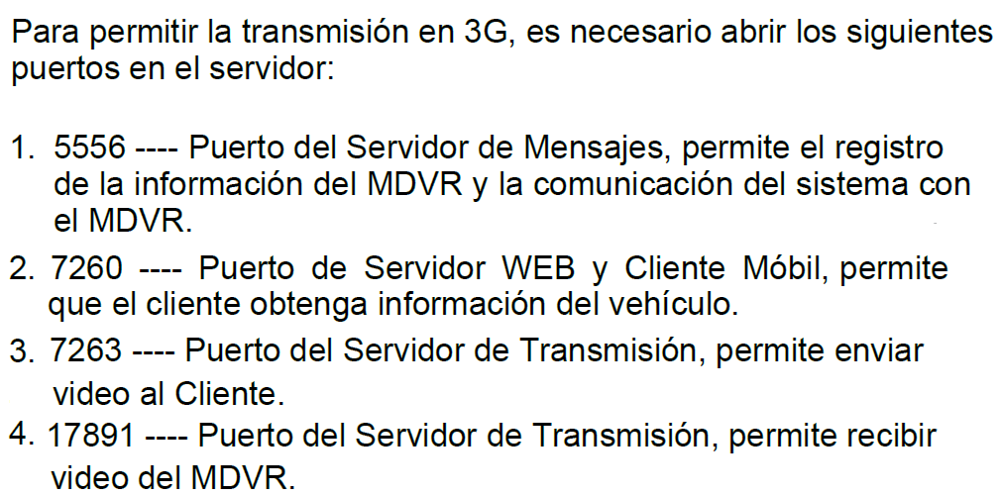 Para permitir la transmisión en 3G, es necesario abrir los siguientes
puertos en el servidor:
1. 5556 ---- Puerto del Servidor de Mensajes, permite el registro
de la información del MDVR y la comunicación del sistema con
el MDVR.
2. 7260 ---- Puerto de Servidor WEB y Cliente Móbil, permite
que el cliente obtenga información del vehículo.
3. 7263 ---- Puerto del Servidor de Transmisión, permite enviar
video al Cliente.
4. 17891 ---- Puerto del Servidor de Transmisión, permite recibir
video del MDVR.